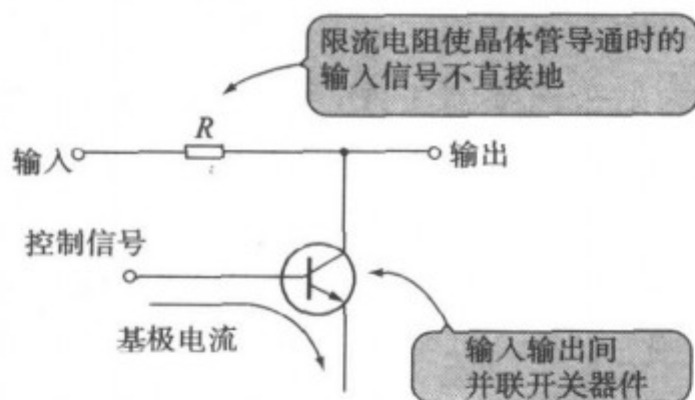 限流电阻使晶体管导通时的
输入信号不直接地
R
输入
输出
控制信号
基极电流
输入输出间
并联开关器件